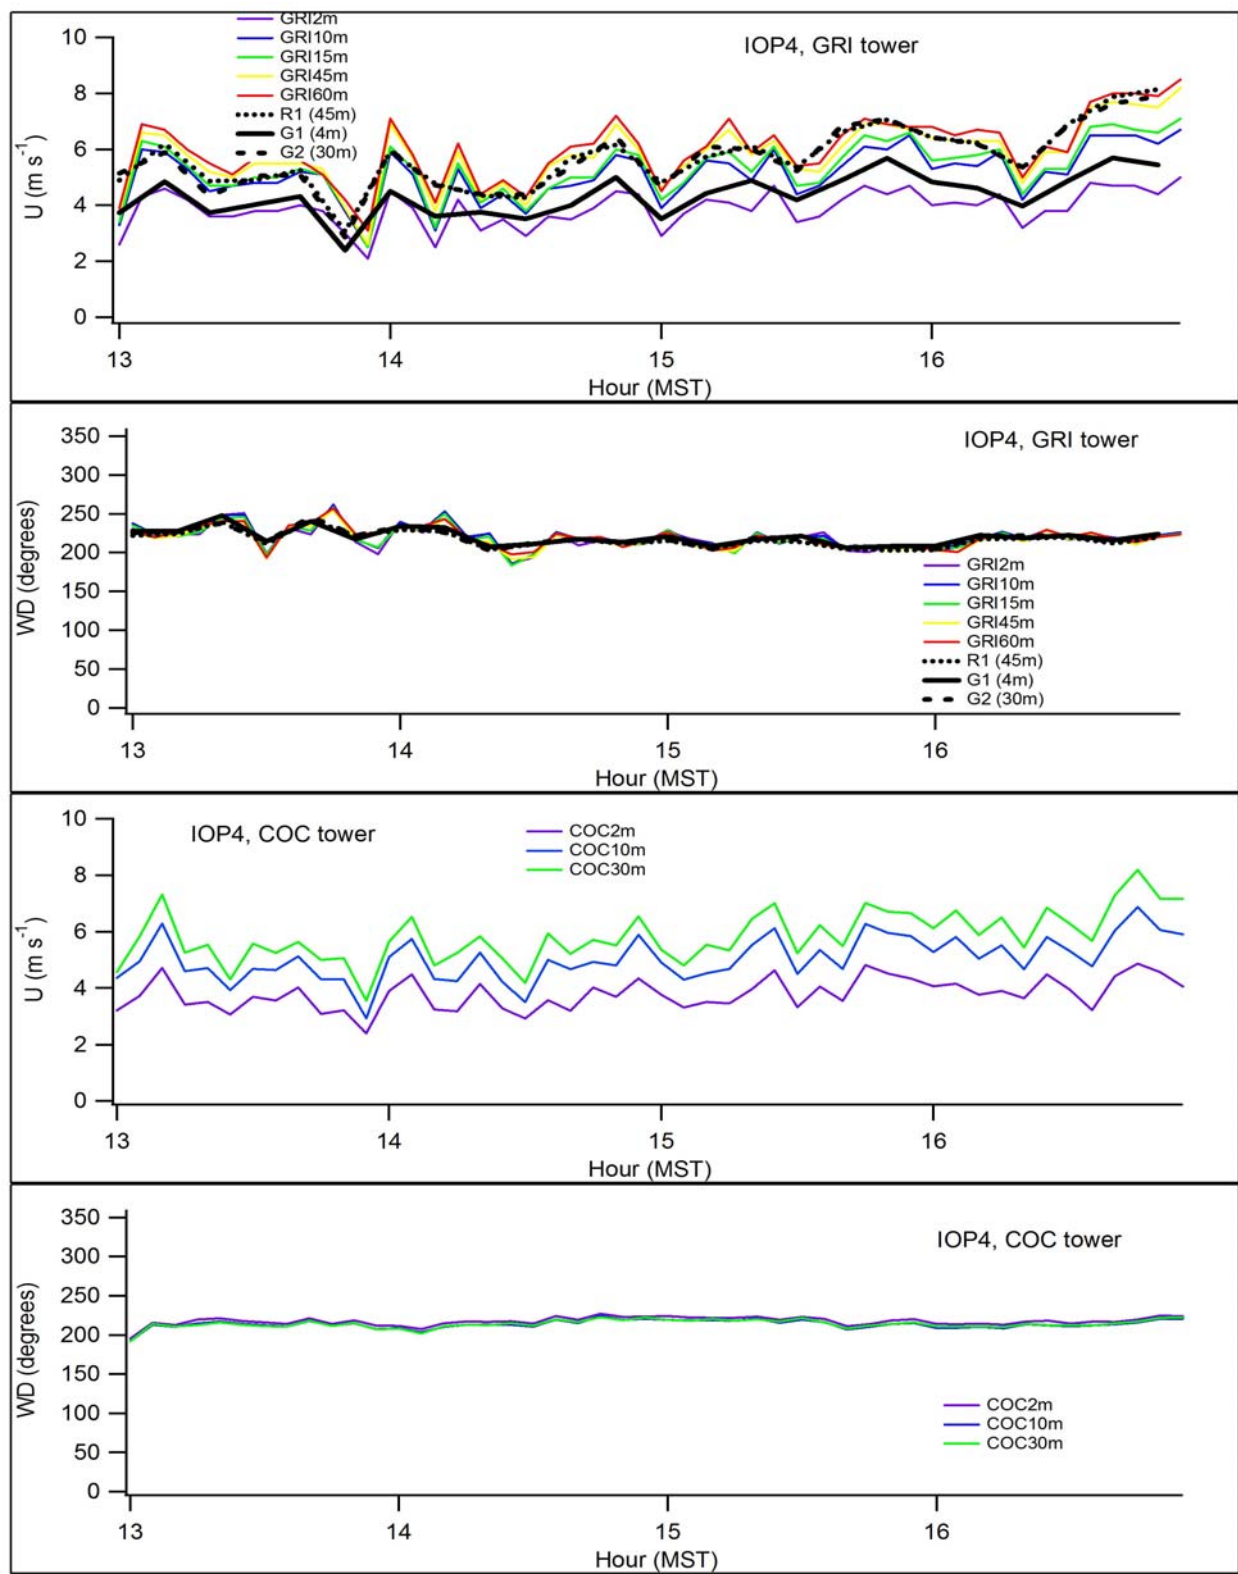 GRI2m
GRI10m
GRI15m
GRI45m
GRI60m
R1 (45m)
G1 (4m)
G2 (30m)
IOP4, GRI tower
10
8
6
4
2
0
U (m s⁻¹)
13 14 15 16
Hour (MST)
IOP4, GRI tower
350
300
250
200
150
100
50
0
WD (degrees)
GRI2m
GRI10m
GRI15m
GRI45m
GRI60m
R1 (45m)
G1 (4m)
G2 (30m)
13 14 15 16
Hour (MST)
IOP4, COC tower
COC2m
COC10m
COC30m
10
8
6
4
2
0
U (m s⁻¹)
13 14 15 16
Hour (MST)
IOP4, COC tower
350
300
250
200
150
100
50
0
WD (degrees)
COC2m
COC10m
COC30m
13 14 15 16
Hour (MST)